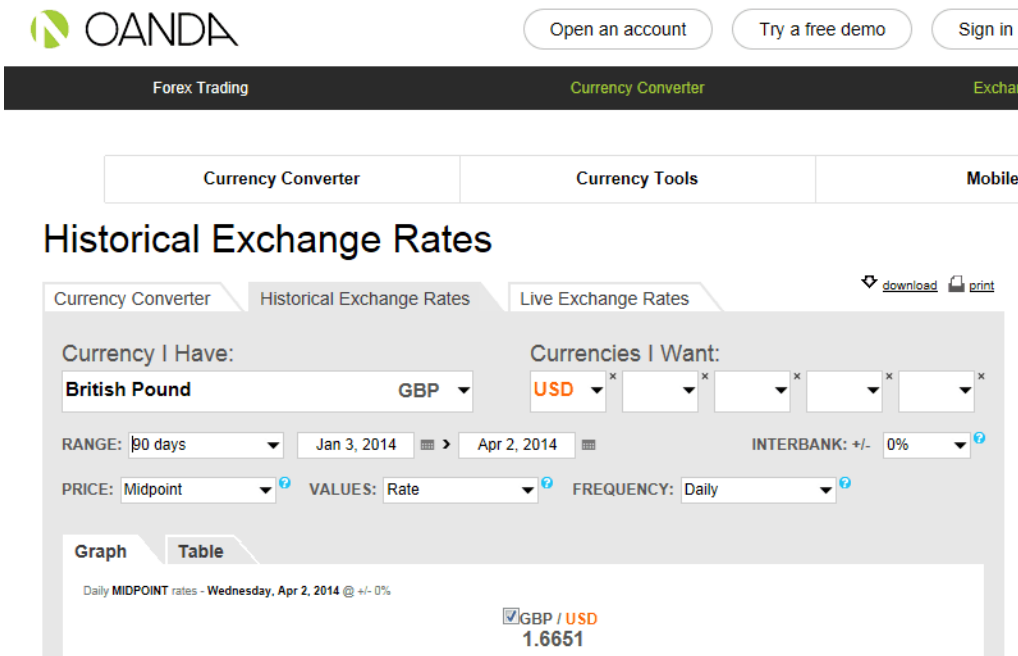 OANDA
Open an account Try a free demo Sign in
Forex Trading Currency Converter Exchan
Currency Converter Currency Tools Mobile
Historical Exchange Rates
download print
Currency Converter Historical Exchange Rates Live Exchange Rates
Currency I Have: Currencies I Want:
British Pound GBP USD × × × × ×
RANGE: 90 days Jan 3, 2014 > Apr 2, 2014 INTERBANK: +/- 0% ?
PRICE: Midpoint ? VALUES: Rate ? FREQUENCY: Daily ?
Graph Table
Daily MIDPOINT rates - Wednesday, Apr 2, 2014 @ +/- 0%
GBP / USD
1.6651